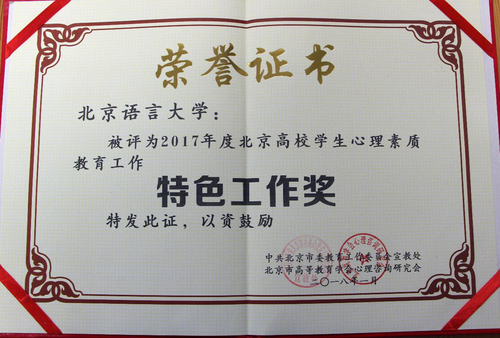 荣誉证书
北京语言大学：
被评为2017年度北京高校学生心理素质
教育工作
特色工作奖
特发此证，以资鼓励
中共北京市委教育工作委员会宣教处
北京市高等教育学会心理咨询研究会
二〇一八年一月